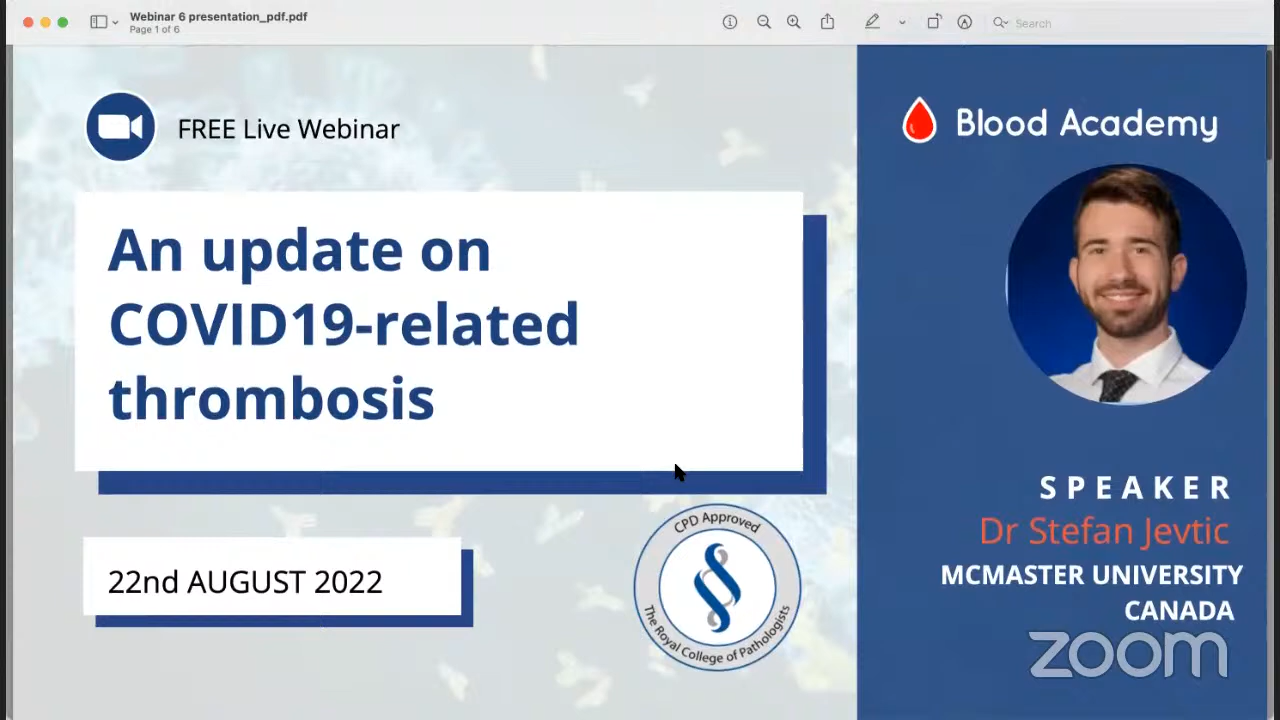 Webinar 6 presentation_pdf.pdf
Page 1 of 6
Search
FREE Live Webinar
Blood Academy
An update on
COVID19-related
thrombosis
SPEAKER
Dr Stefan Jevtic
MCMASTER UNIVERSITY
CANADA
22nd AUGUST 2022
CPD Approved
The Royal College of Pathologists
zoom